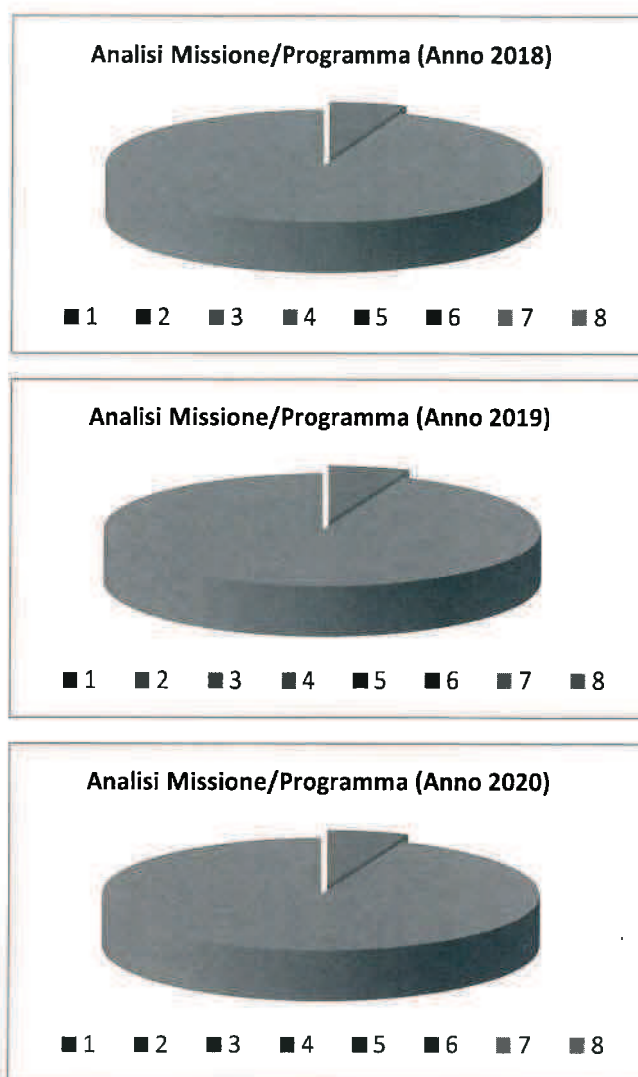 Analisi Missione/Programma (Anno 2018)
1 2 3 4 5 6 7 8
Analisi Missione/Programma (Anno 2019)
1 2 3 4 5 6 7 8
Analisi Missione/Programma (Anno 2020)
1 2 3 4 5 6 7 8